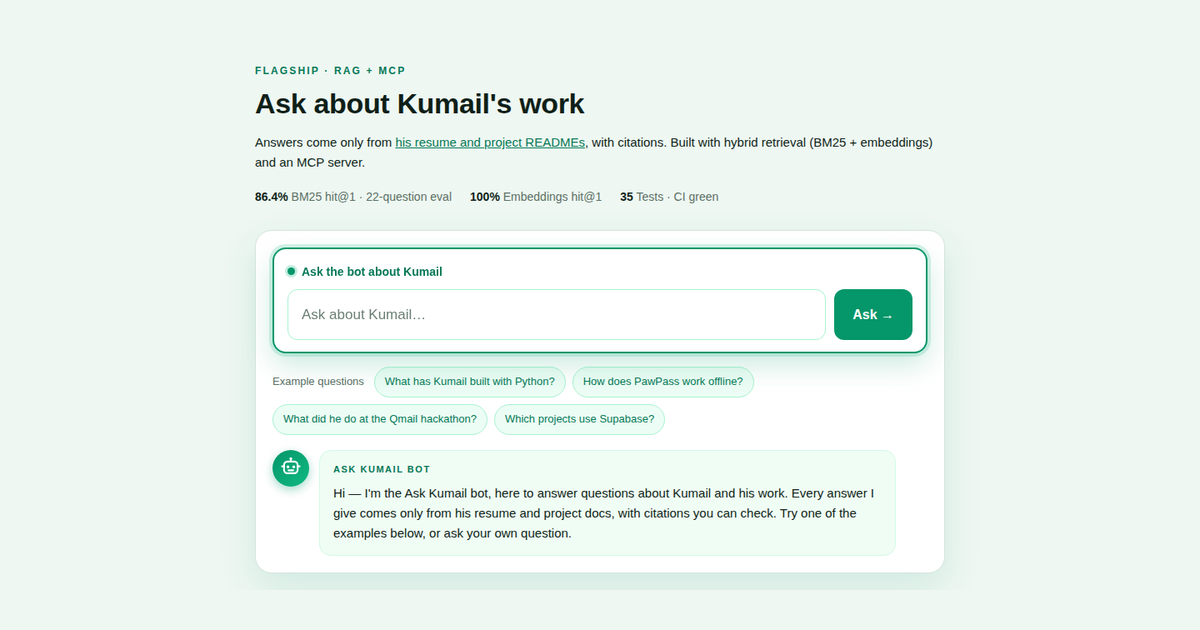 FLAGSHIP · RAG + MCP
Ask about Kumail's work
Answers come only from his resume and project READMEs, with citations. Built with hybrid retrieval (BM25 + embeddings)
and an MCP server.
86.4% BM25 hit@1 · 22-question eval 100% Embeddings hit@1 35 Tests · CI green
Ask the bot about Kumail
Ask about Kumail…
Ask →
Example questions What has Kumail built with Python? How does PawPass work offline?
What did he do at the Qmail hackathon? Which projects use Supabase?
ASK KUMAIL BOT
Hi — I'm the Ask Kumail bot, here to answer questions about Kumail and his work. Every answer I
give comes only from his resume and project docs, with citations you can check. Try one of the
examples below, or ask your own question.